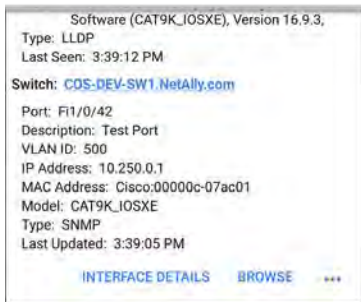 Software (CAT9K_IOSXE), Version 16.9.3,
Type: LLDP
Last Seen: 3:39:12 PM
Switch: COS-DEV-SW1.NetAlly.com
Port: Fi1/0/42
Description: Test Port
VLAN ID: 500
IP Address: 10.250.0.1
MAC Address: Cisco:00000c-07ac01
Model: CAT9K_IOSXE
Type: SNMP
Last Updated: 3:39:05 PM
INTERFACE DETAILS BROWSE ...